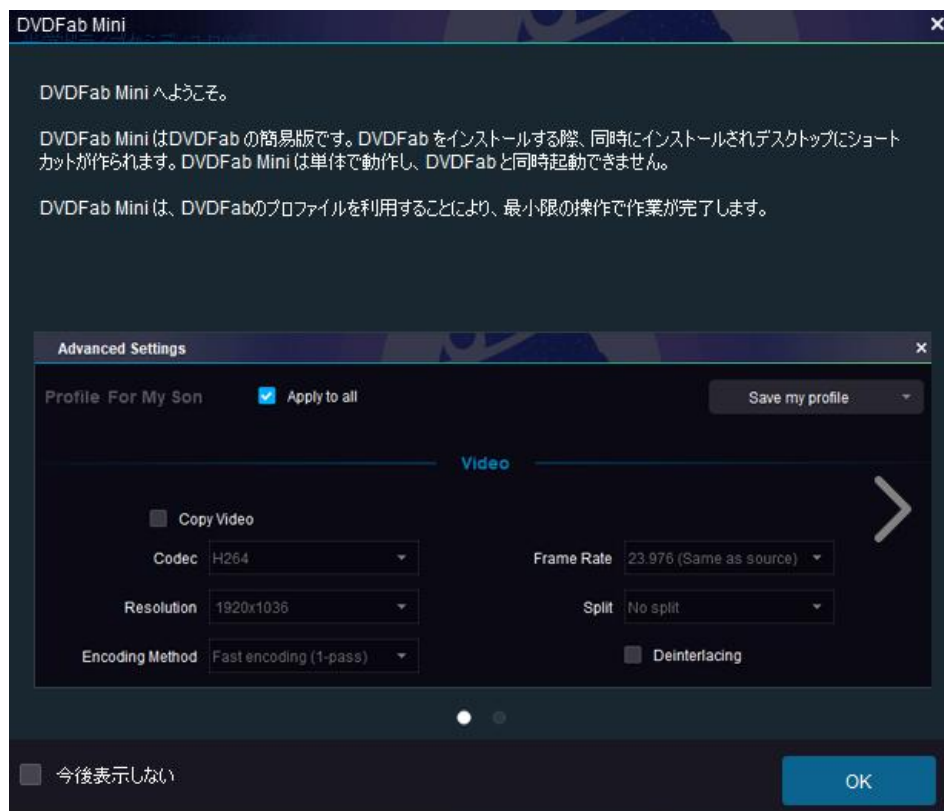 DVDFab Mini
DVDFab Mini へようこそ。
DVDFab Mini はDVDFab の簡易版です。DVDFab をインストールする際、同時にインストールされデスクトップにショート
カットが作られます。DVDFab Mini は単体で動作し、DVDFab と同時起動できません。
DVDFab Mini は、DVDFabのプロファイルを利用することにより、最小限の操作で作業が完了します。
Advanced Settings
Profile For My Son
Apply to all
Save my profile
Video
Copy Video
Codec H264
Frame Rate 23.976 (Same as source)
Resolution 1920x1036
Split No split
Encoding Method Fast encoding (1-pass)
Deinterlacing
今後表示しない
OK